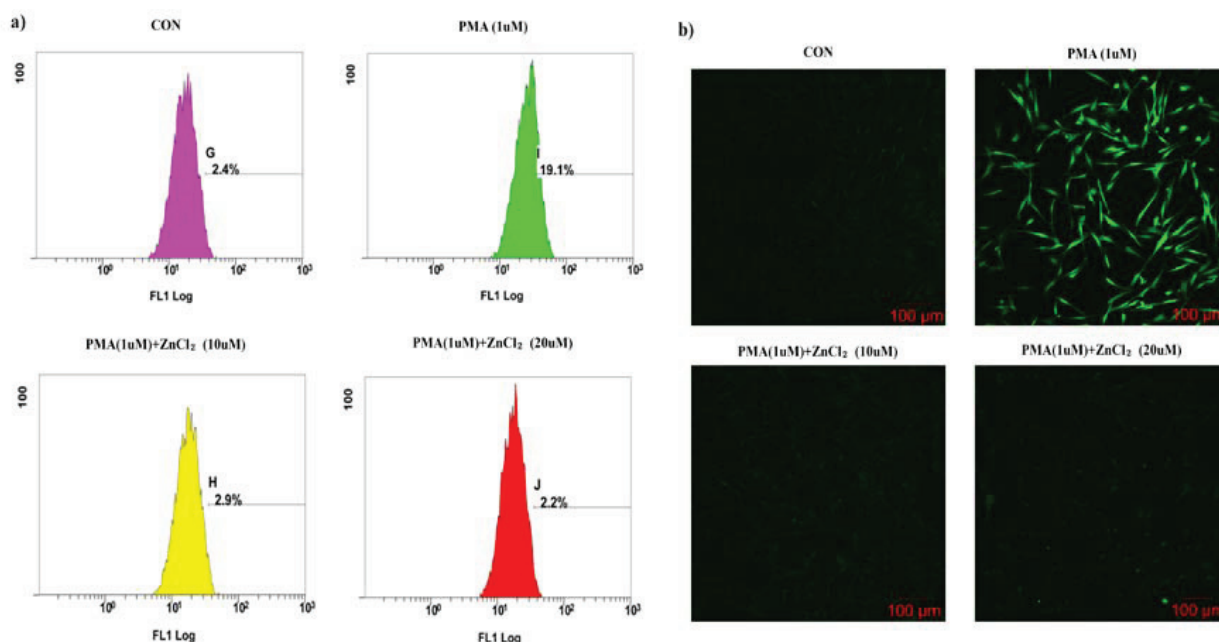 a)
CON
100
G
2.4%
10⁰ 10¹ 10² 10³
FL1 Log
PMA (1uM)
100
I
19.1%
10⁰ 10¹ 10² 10³
FL1 Log
PMA(1uM)+ZnCl₂ (10uM)
100
H
2.9%
10⁰ 10¹ 10² 10³
FL1 Log
PMA(1uM)+ZnCl₂ (20uM)
100
J
2.2%
10⁰ 10¹ 10² 10³
FL1 Log
b)
CON
100 µm
PMA (1uM)
100 µm
PMA(1uM)+ZnCl₂ (10uM)
100 µm
PMA(1uM)+ZnCl₂ (20uM)
100 µm